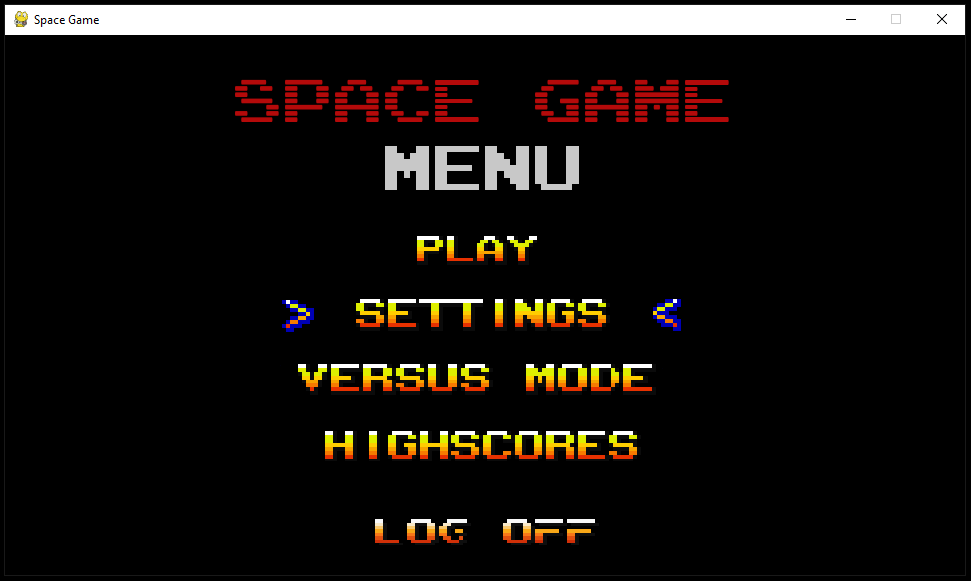 Space Game
SPACE GAME
MENU
PLAY
> SETTINGS <
VERSUS MODE
HIGHSCORES
LOG OFF